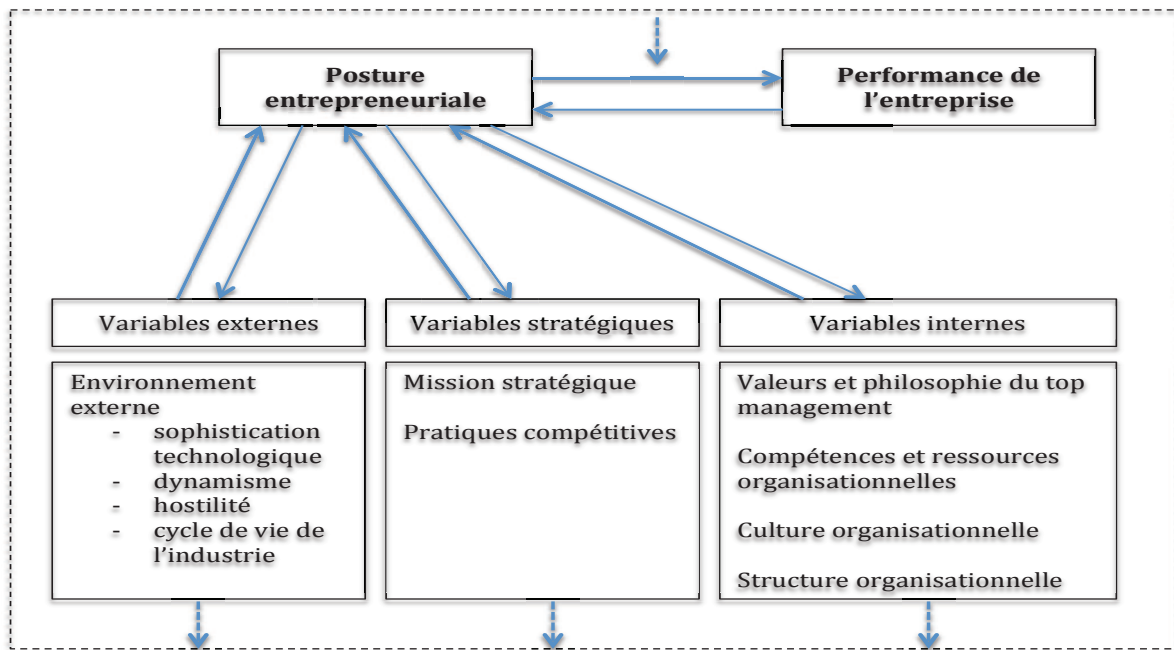 Posture
entrepreneuriale
Performance de
l’entreprise
Variables externes
Variables stratégiques
Variables internes
Environnement
externe
- sophistication
technologique
- dynamisme
- hostilité
- cycle de vie de
l’industrie
Mission stratégique
Pratiques compétitives
Valeurs et philosophie du top
management
Compétences et ressources
organisationnelles
Culture organisationnelle
Structure organisationnelle